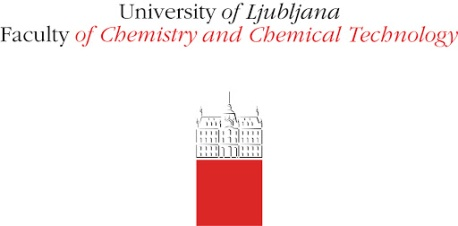 University of Ljubljana
Faculty of Chemistry and Chemical Technology